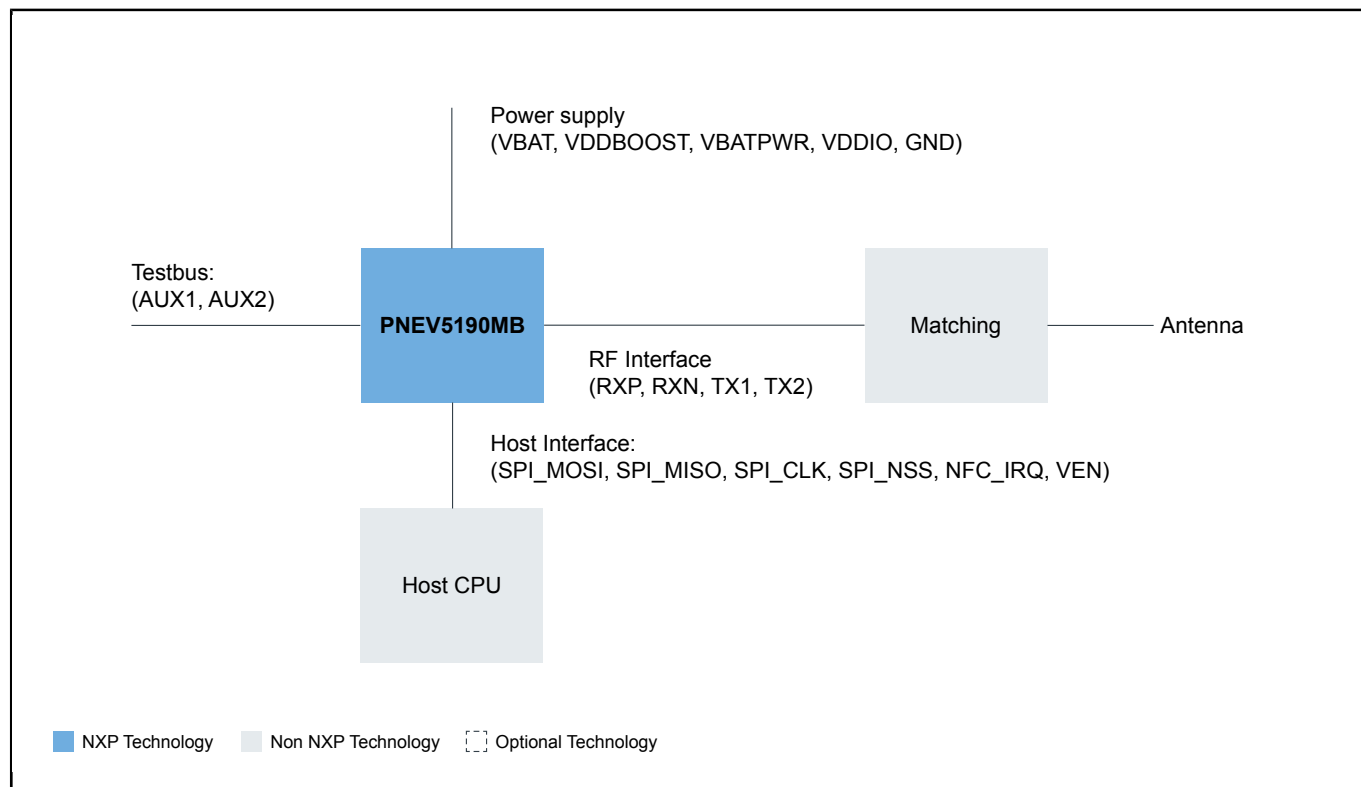 Power supply
(VBAT, VDDBOOST, VBATPWR, VDDIO, GND)
Testbus:
(AUX1, AUX2)
PNEV5190MB
Matching
Antenna
RF Interface
(RXP, RXN, TX1, TX2)
Host Interface:
(SPI_MOSI, SPI_MISO, SPI_CLK, SPI_NSS, NFC_IRQ, VEN)
Host CPU
NXP Technology
Non NXP Technology
Optional Technology